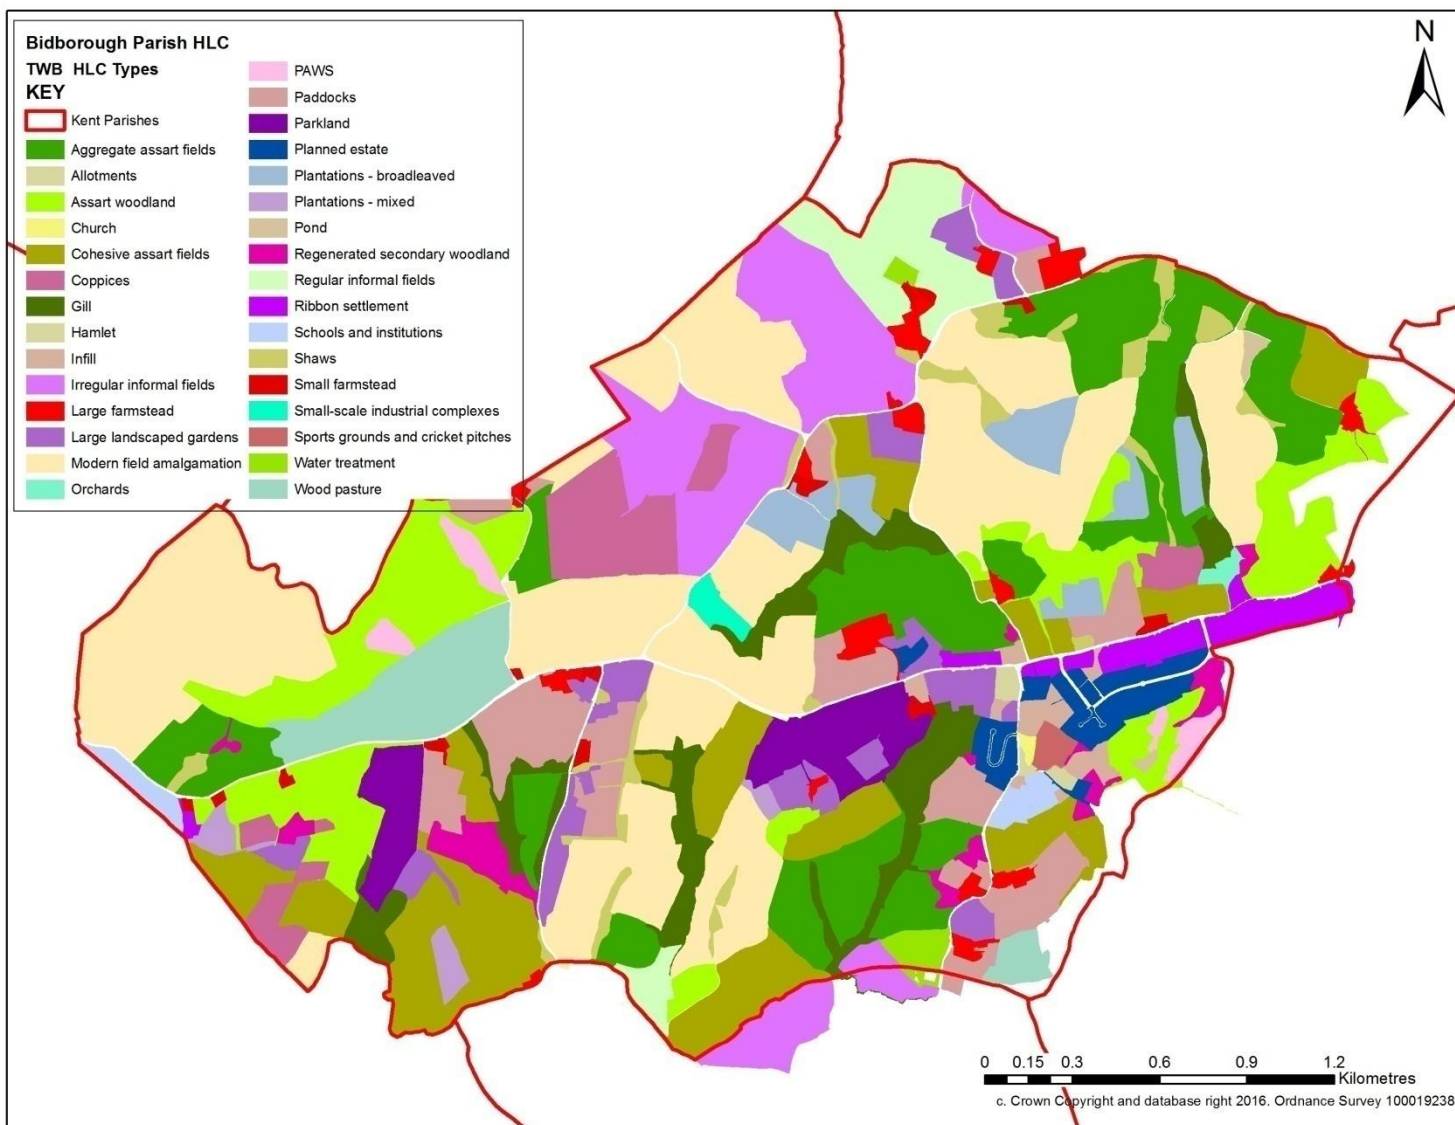 Bidborough Parish HLC
TWB HLC Types
KEY
Kent Parishes
Aggregate assart fields
Allotments
Assart woodland
Church
Cohesive assart fields
Coppices
Gill
Hamlet
Infill
Irregular informal fields
Large farmstead
Large landscaped gardens
Modern field amalgamation
Orchards
PAWS
Paddocks
Parkland
Planned estate
Plantations - broadleaved
Plantations - mixed
Pond
Regenerated secondary woodland
Regular informal fields
Ribbon settlement
Schools and institutions
Shaws
Small farmstead
Small-scale industrial complexes
Sports grounds and cricket pitches
Water treatment
Wood pasture
N
0 0.15 0.3 0.6 0.9 1.2
Kilometres
c. Crown Copyright and database right 2016. Ordnance Survey 100019238